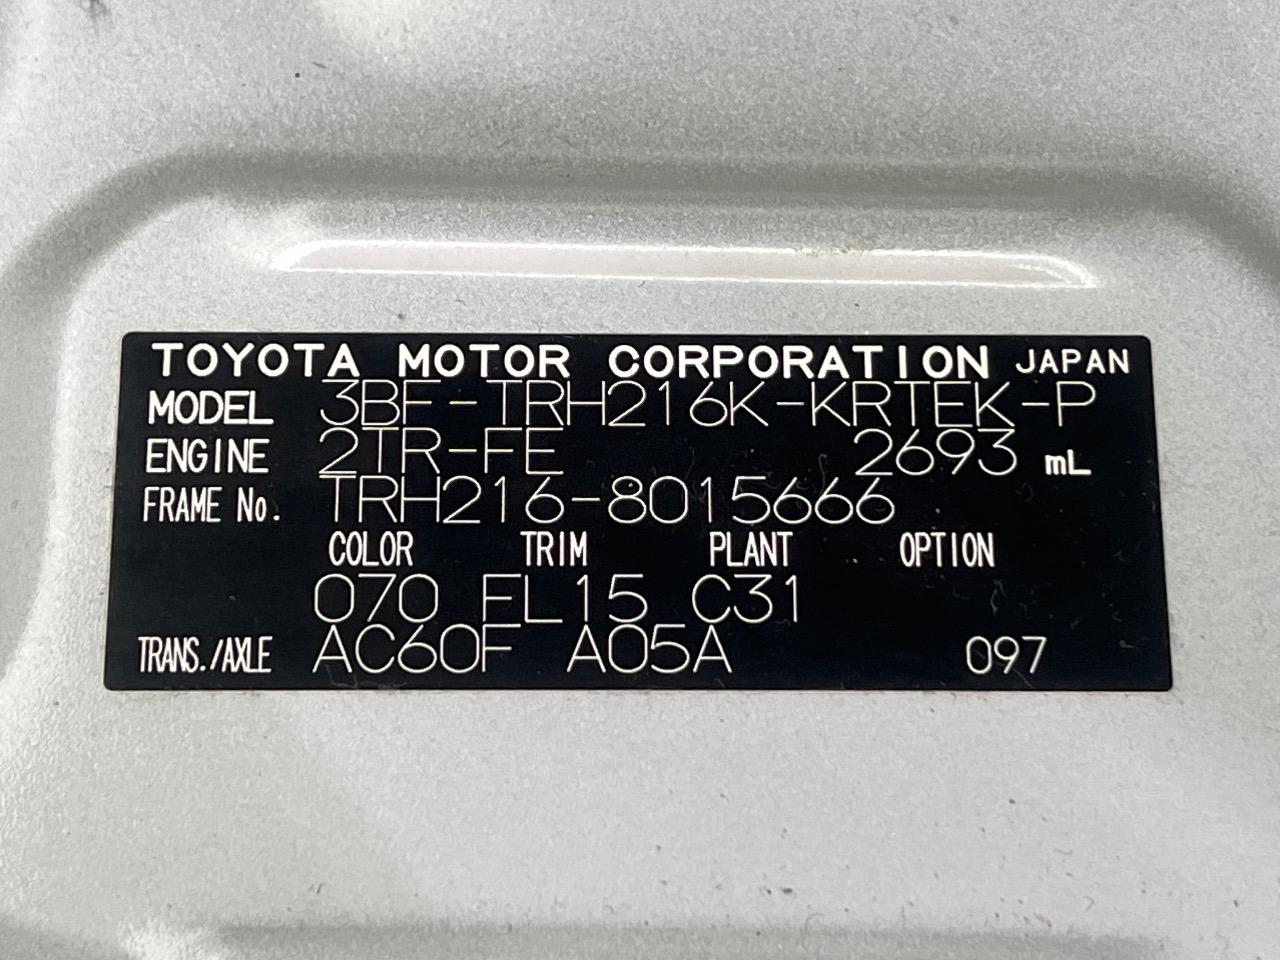 TOYOTA MOTOR CORPORATION JAPAN
MODEL 3BF-TRH216K-KRTEK-P
ENGINE 2TR-FE 2693 mL
FRAME No. TRH216-8015666
COLOR TRIM PLANT OPTION
070 FL15 C31
TRANS./AXLE AC60F A05A 097